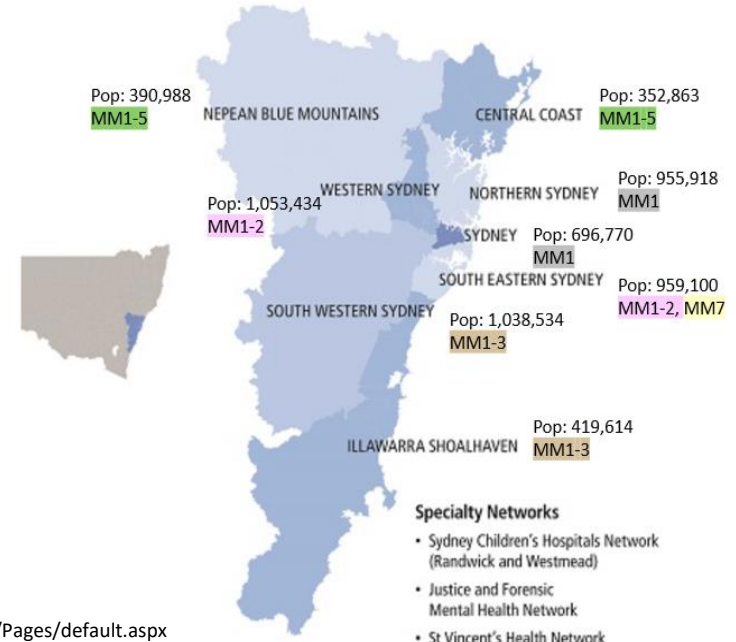 Pop: 390,988
MM1-5
NEPEAN BLUE MOUNTAINS
CENTRAL COAST
Pop: 352,863
MM1-5
WESTERN SYDNEY
Pop: 1,053,434
MM1-2
NORTHERN SYDNEY
Pop: 955,918
MM1
SYDNEY
Pop: 696,770
MM1
SOUTH EASTERN SYDNEY
Pop: 959,100
MM1-2, MM7
SOUTH WESTERN SYDNEY
Pop: 1,038,534
MM1-3
ILLAWARRA SHOALHAVEN
Pop: 419,614
MM1-3
Specialty Networks
• Sydney Children's Hospitals Network
(Randwick and Westmead)
• Justice and Forensic
Mental Health Network
• St Vincent's Health Network
/Pages/default.aspx